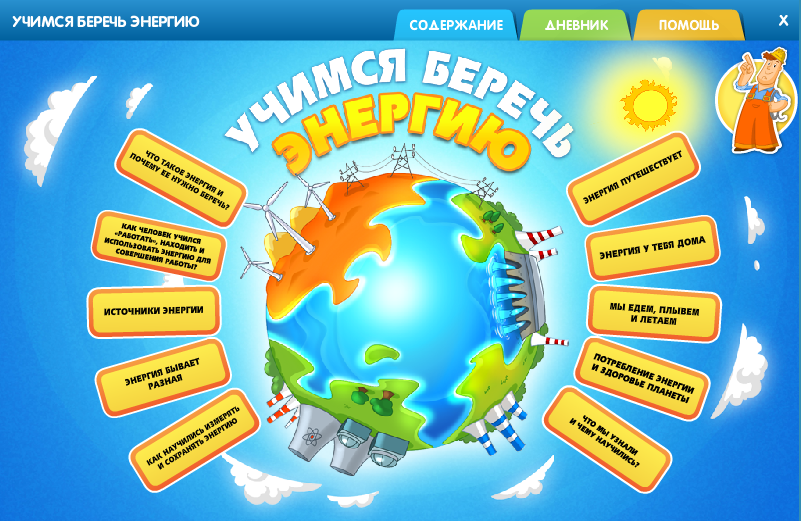 УЧИМСЯ БЕРЕЧЬ ЭНЕРГИЮ
СОДЕРЖАНИЕ
ДНЕВНИК
ПОМОЩЬ
X
УЧИМСЯ БЕРЕЧЬ
ЭНЕРГИЮ
ЧТО ТАКОЕ ЭНЕРГИЯ И
ПОЧЕМУ ЕЕ НУЖНО БЕРЕЧЬ?
КАК ЧЕЛОВЕК УЧИЛСЯ
«РАБОТАТЬ», НАХОДИТЬ И
ИСПОЛЬЗОВАТЬ ЭНЕРГИЮ ДЛЯ
СОВЕРШЕНИЯ РАБОТЫ?
ИСТОЧНИКИ ЭНЕРГИИ
ЭНЕРГИЯ БЫВАЕТ
РАЗНАЯ
КАК НАУЧИЛИСЬ ИЗМЕРЯТЬ
И СОХРАНЯТЬ ЭНЕРГИЮ
ЭНЕРГИЯ ПУТЕШЕСТВУЕТ
ЭНЕРГИЯ У ТЕБЯ ДОМА
МЫ ЕДЕМ, ПЛЫВЕМ
И ЛЕТАЕМ
ПОТРЕБЛЕНИЕ ЭНЕРГИИ
И ЗДОРОВЬЕ ПЛАНЕТЫ
ЧТО МЫ УЗНАЛИ
И ЧЕМУ НАУЧИЛИСЬ?